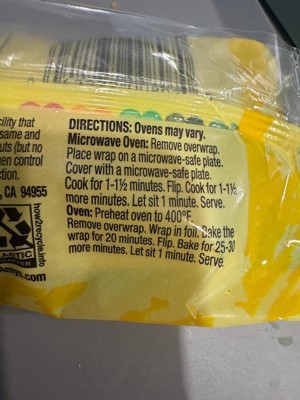 DIRECTIONS: Ovens may vary.
Microwave Oven: Remove overwrap.
Place wrap on a microwave-safe plate.
Cover with a microwave-safe plate.
Cook for 1-1½ minutes. Flip. Cook for 1-1½
more minutes. Let sit 1 minute. Serve.
Oven: Preheat oven to 400°F.
Remove overwrap. Wrap in foil. Bake the
wrap for 20 minutes. Flip. Bake for 25-30
more minutes. Let sit 1 minute. Serve
cility that
same and
uts (but no
en control
ction.
, CA 94955
how2recycle.info